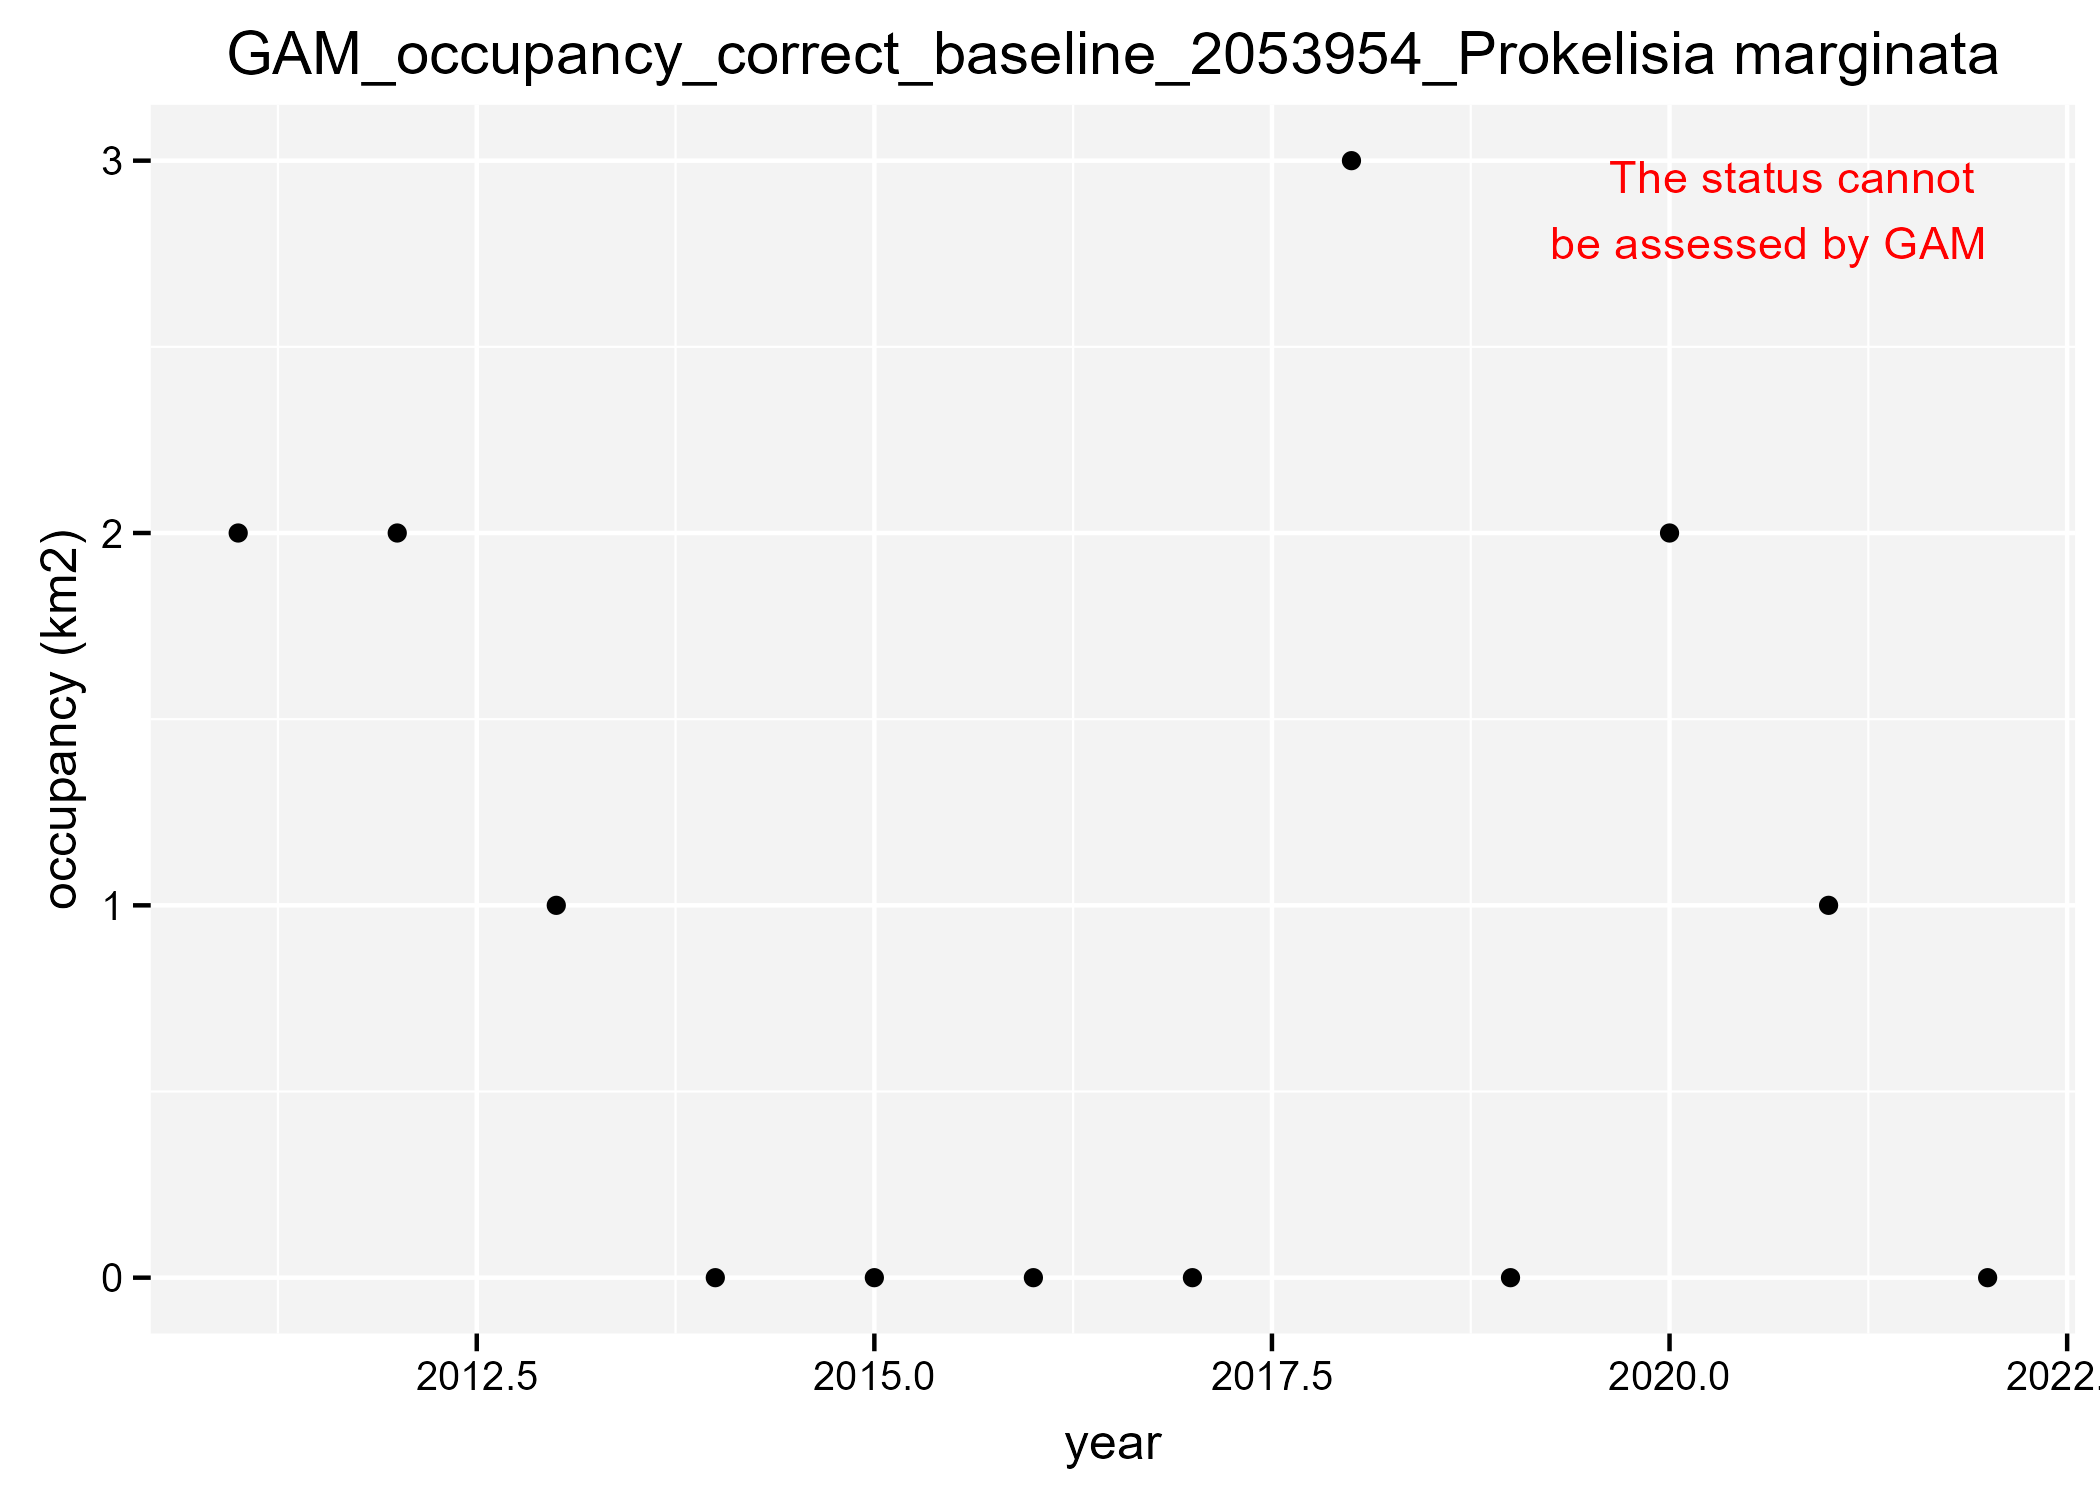 GAM_occupancy_correct_baseline_2053954_Prokelisia marginata
The status cannot
be assessed by GAM
3
2
1
0
occupancy (km2)
2012.5
2015.0
2017.5
2020.0
2022.
year